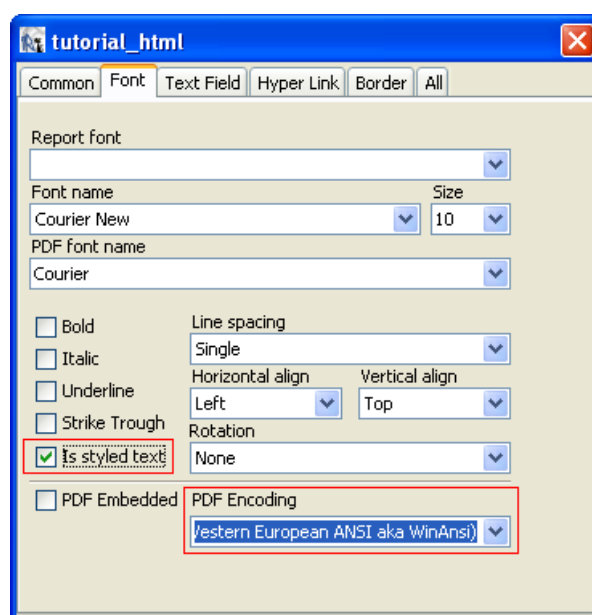 tutorial_html
Common Font Text Field Hyper Link Border All
Report font
Font name Size
Courier New 10
PDF font name
Courier
Bold Line spacing
Single
Italic
Horizontal align Vertical align
Underline
Left Top
Strike Trough
Rotation
Is styled text None
PDF Embedded PDF Encoding
European ANSI aka WinAnsi)